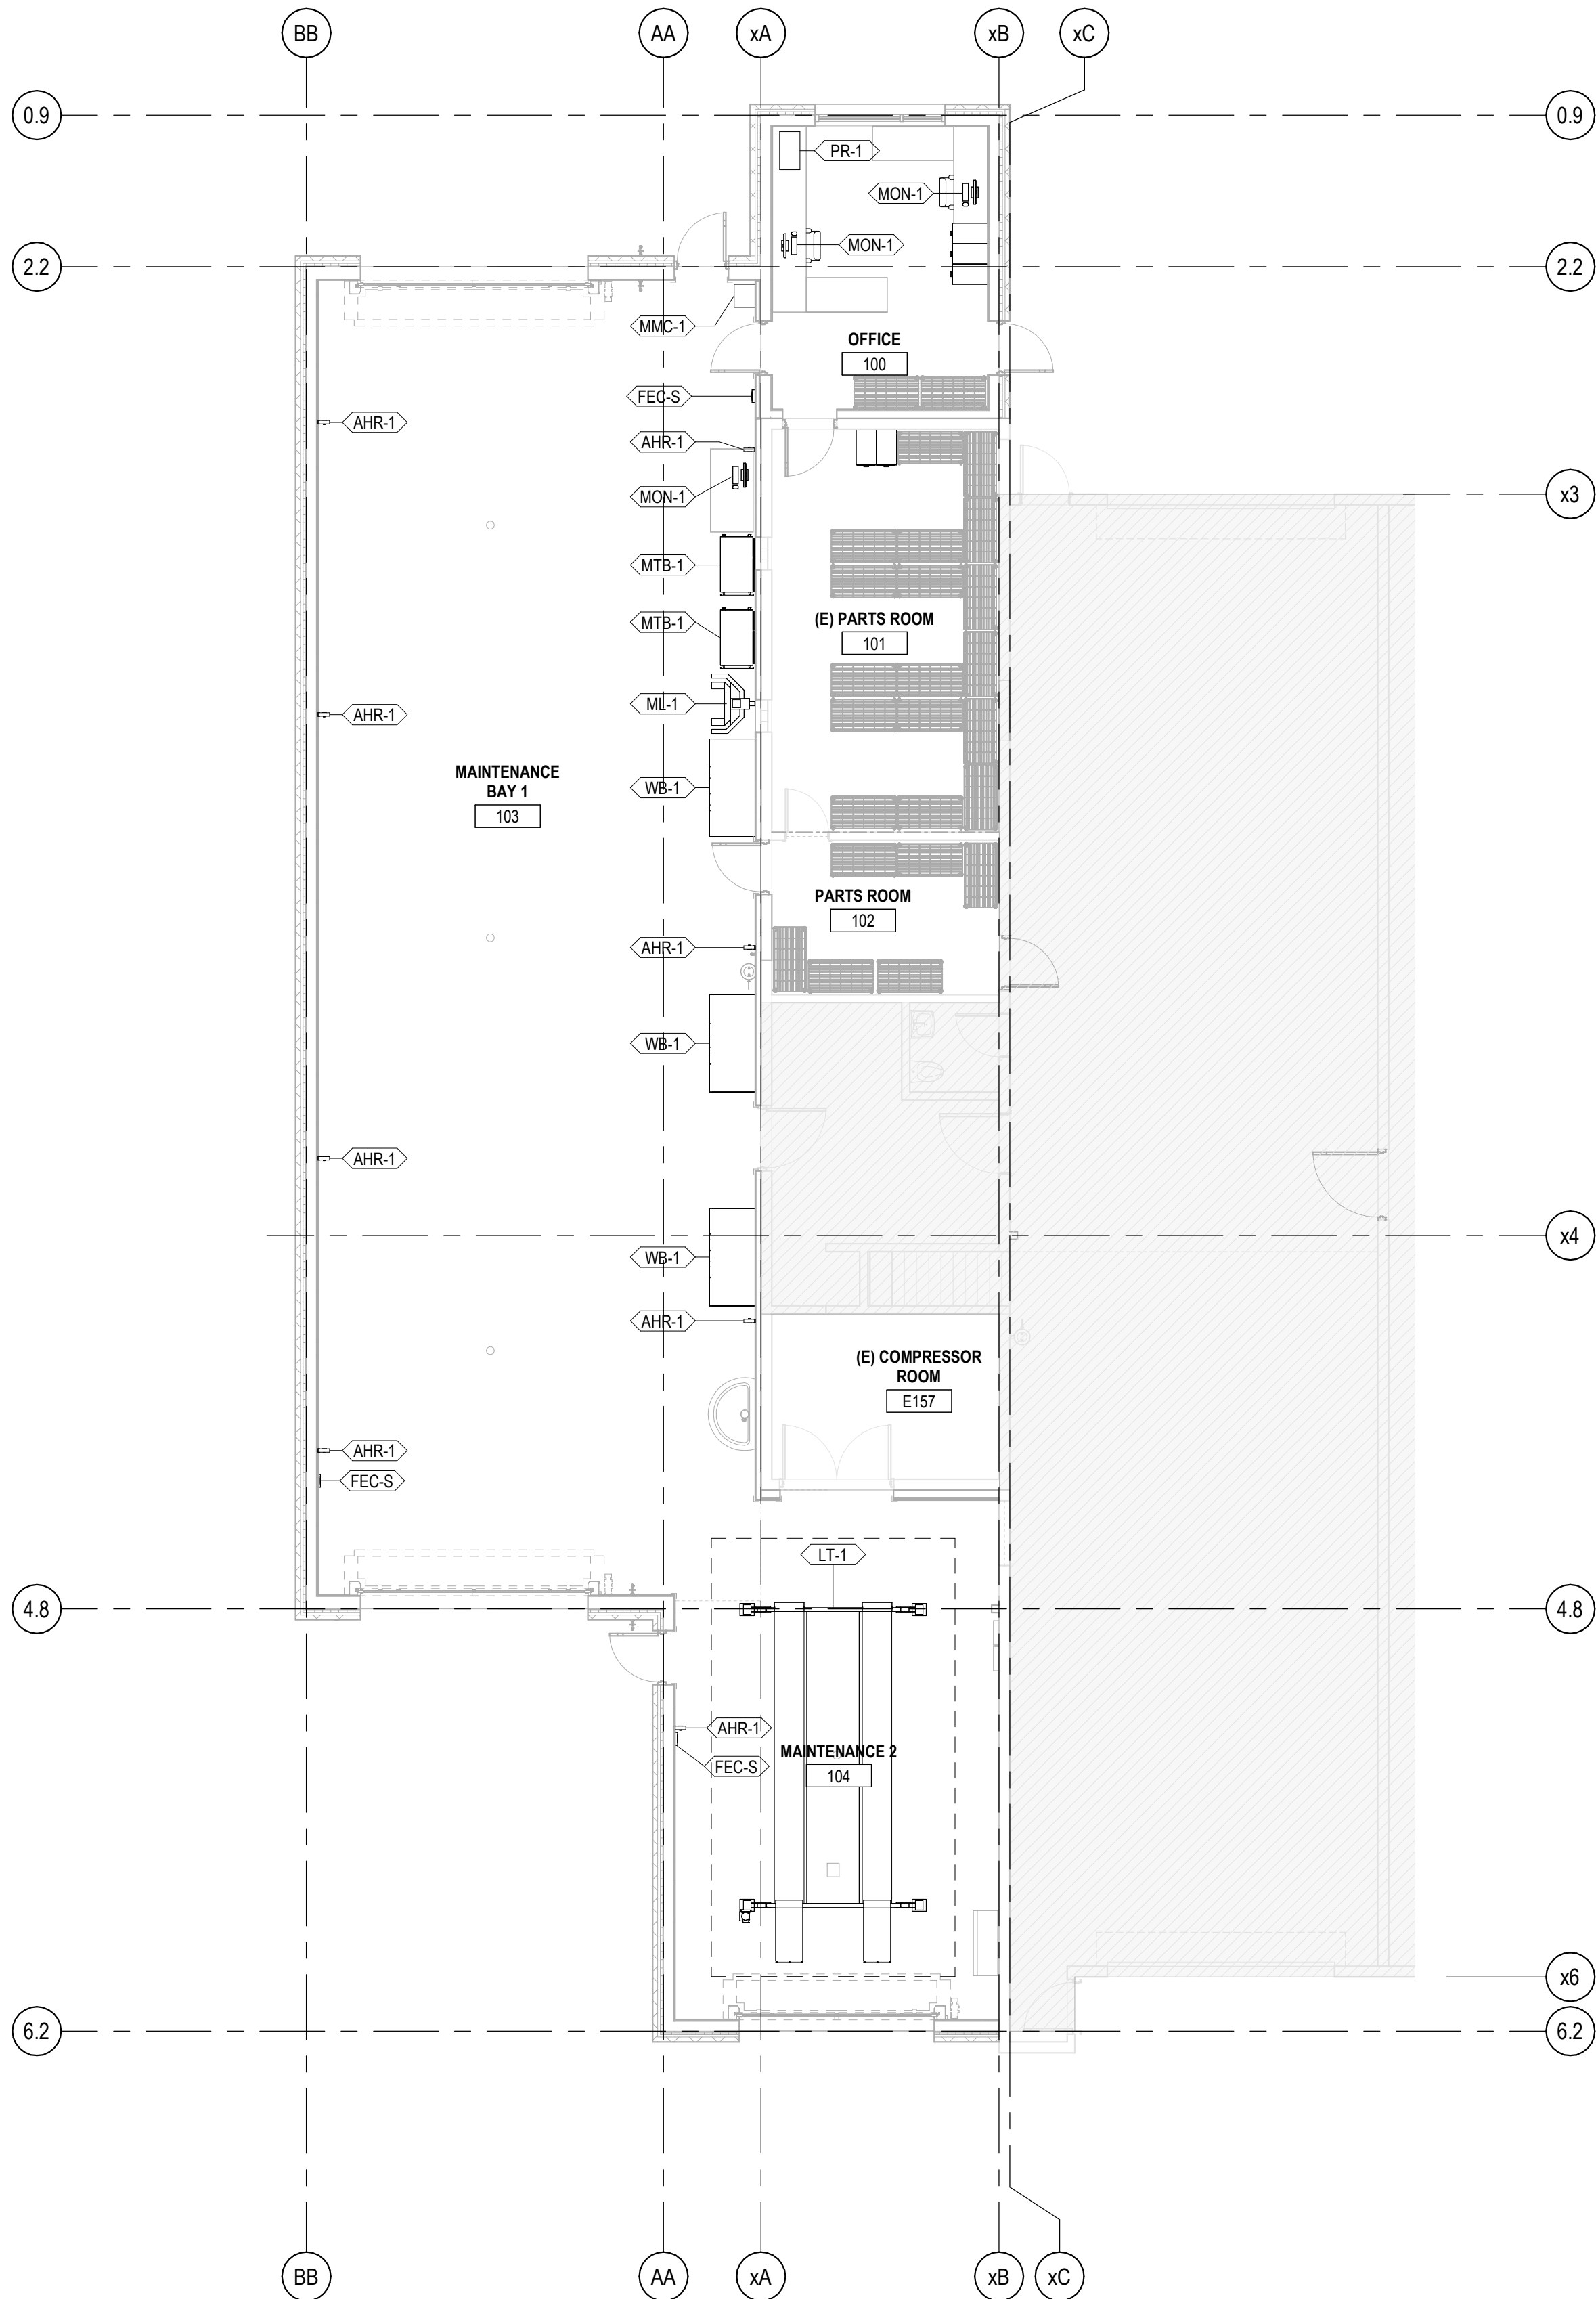 BB
AA
xA
xB
xC
0.9
0.9
PR-1
MON-1
MON-1
2.2
2.2
MMC-1
OFFICE
100
FEC-S
AHR-1
AHR-1
MON-1
x3
MTB-1
MTB-1
(E) PARTS ROOM
101
ML-1
AHR-1
MAINTENANCE
BAY 1
103
WB-1
PARTS ROOM
102
AHR-1
WB-1
AHR-1
x4
WB-1
AHR-1
(E) COMPRESSOR
ROOM
E157
AHR-1
FEC-S
LT-1
4.8
4.8
AHR-1
MAINTENANCE 2
FEC-S
104
x6
6.2
6.2
BB
AA
xA
xB
xC